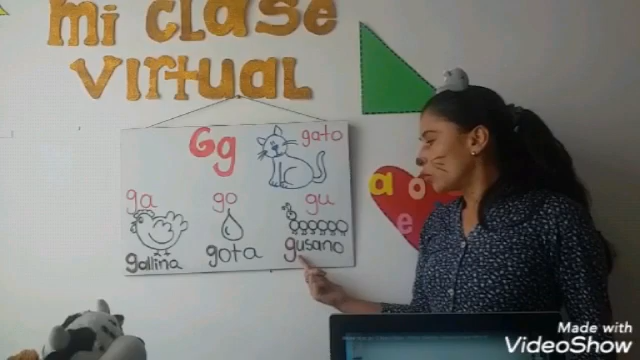 mi clase
virtual
Gg
gato
ga
go
gu
gallina
gota
gusano
a
o
e
Made with
VideoShow